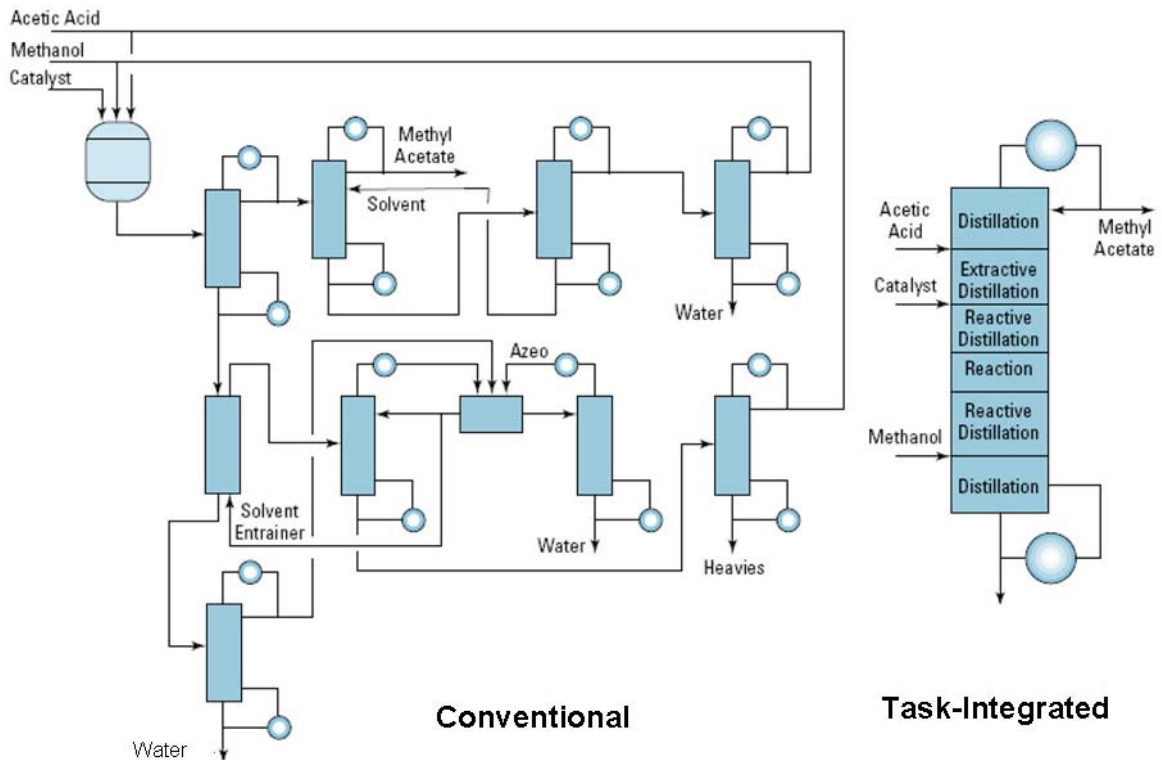 Acetic Acid
Methanol
Catalyst
Methyl
Acetate
Solvent
Water
Azeo
Solvent
Entrainer
Water
Heavies
Water
Conventional
Acetic
Acid
Catalyst
Methanol
Distillation
Extractive
Distillation
Reactive
Distillation
Reaction
Reactive
Distillation
Distillation
Methyl
Acetate
Task-Integrated